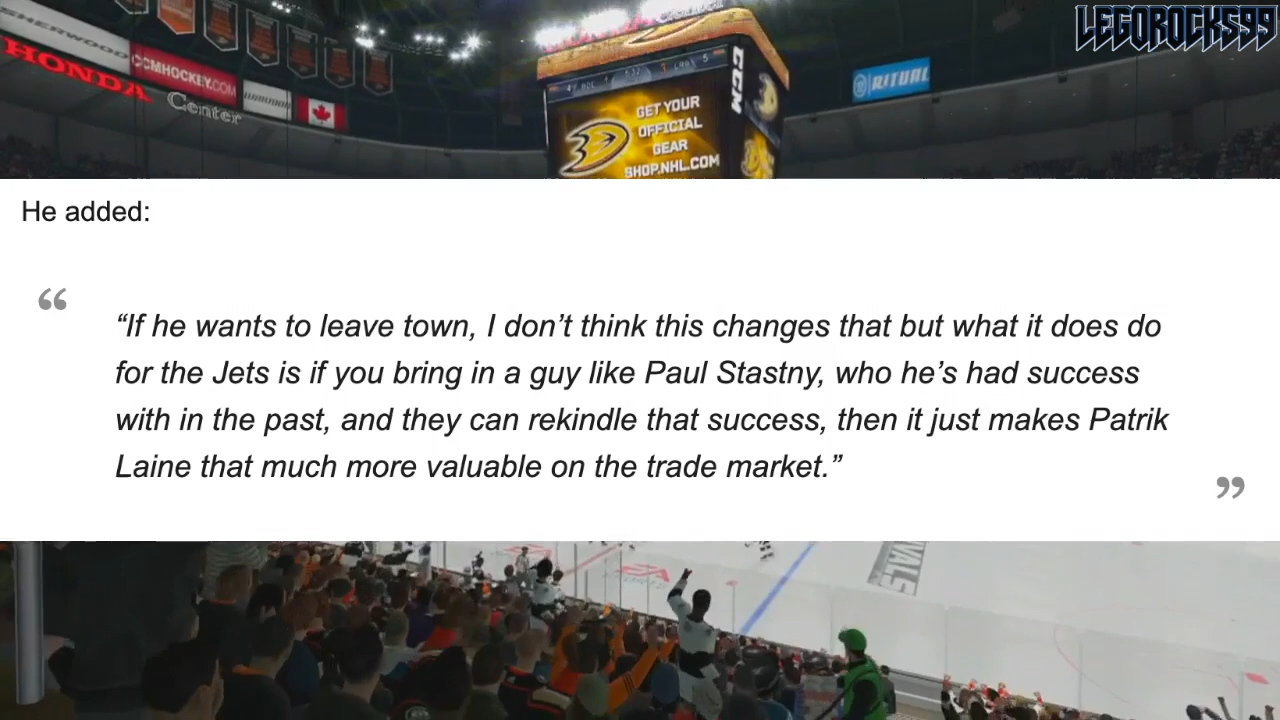 LEGOROCKS99
SHERWOOD
HONDA
Center
CCMHOCKEY.COM
CCM
RITUAL
GET YOUR
OFFICIAL
GEAR
SHOP.NHL.COM
He added:
“
“If he wants to leave town, I don’t think this changes that but what it does do
for the Jets is if you bring in a guy like Paul Stastny, who he’s had success
with in the past, and they can rekindle that success, then it just makes Patrik
Laine that much more valuable on the trade market.”
”